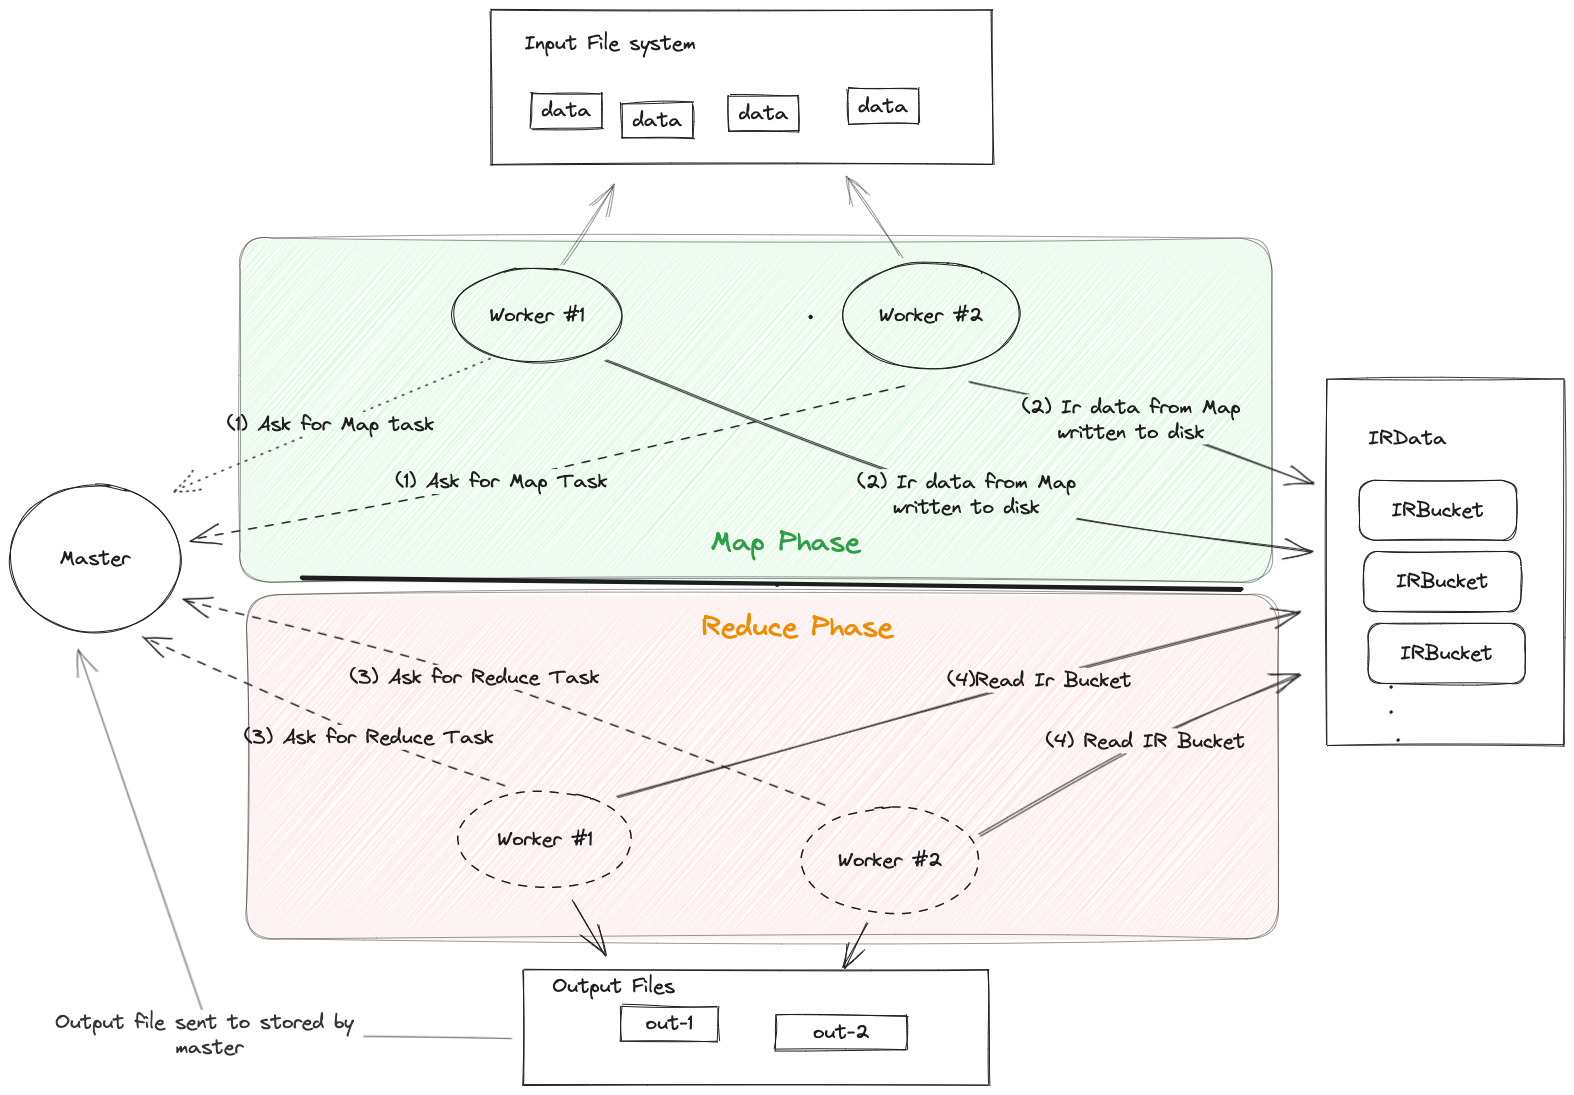 Input File system
data
data
data
data
Worker #1
Worker #2
(1) Ask for Map task
(2) Ir data from Map
written to disk
(1) Ask for Map Task
(2) Ir data from Map
written to disk
IRData
IRBucket
IRBucket
IRBucket
Master
Map Phase
Reduce Phase
(3) Ask for Reduce Task
(4)Read Ir Bucket
(3) Ask for Reduce Task
(4) Read IR Bucket
Worker #1
Worker #2
Output Files
out-1
out-2
Output file sent to stored by
master